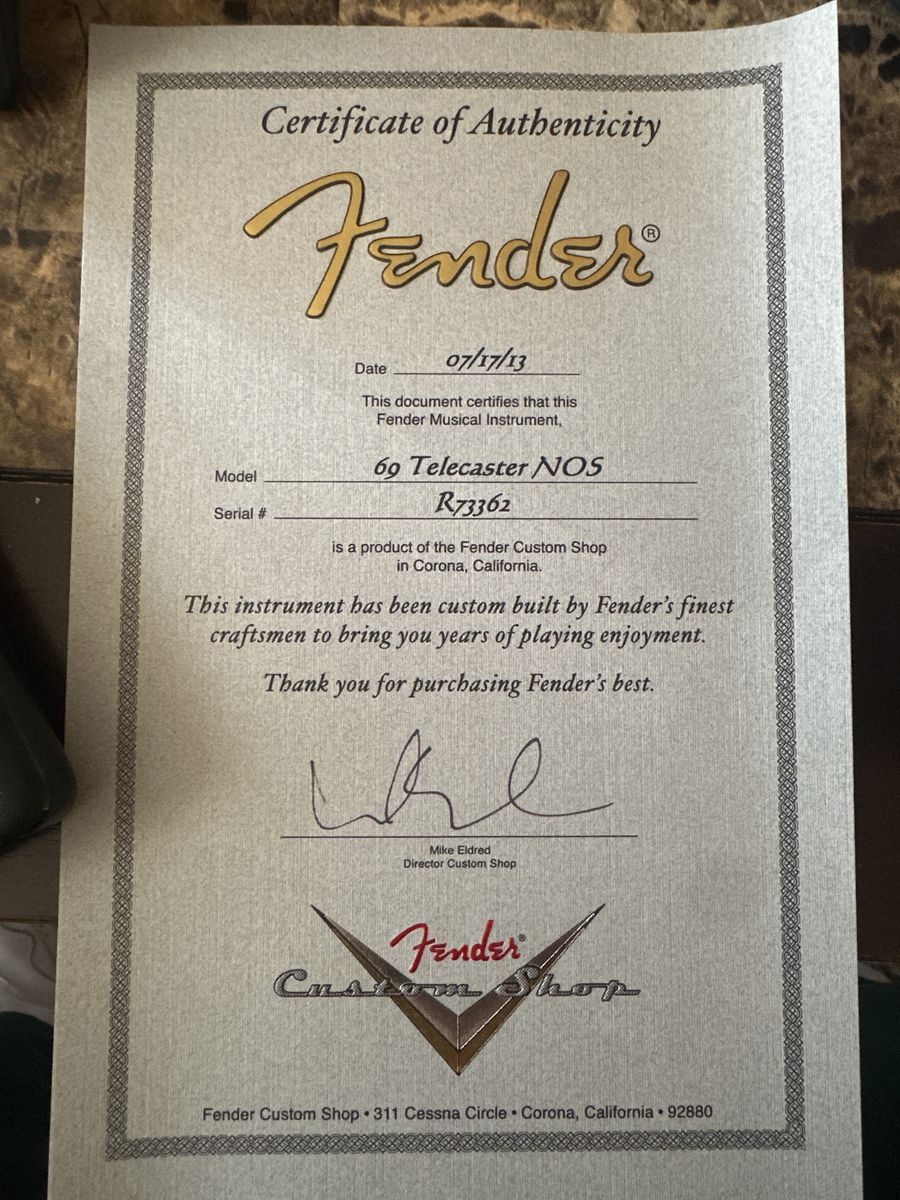 Certificate of Authenticity
Fender®
Date 07/17/13
This document certifies that this
Fender Musical Instrument,
Model 69 Telecaster NOS
Serial # R73362
is a product of the Fender Custom Shop
in Corona, California.
This instrument has been custom built by Fender's finest
craftsmen to bring you years of playing enjoyment.
Thank you for purchasing Fender's best.
Mike Eldred
Director Custom Shop
Fender®
Custom Shop
Fender Custom Shop • 311 Cessna Circle • Corona, California • 92880